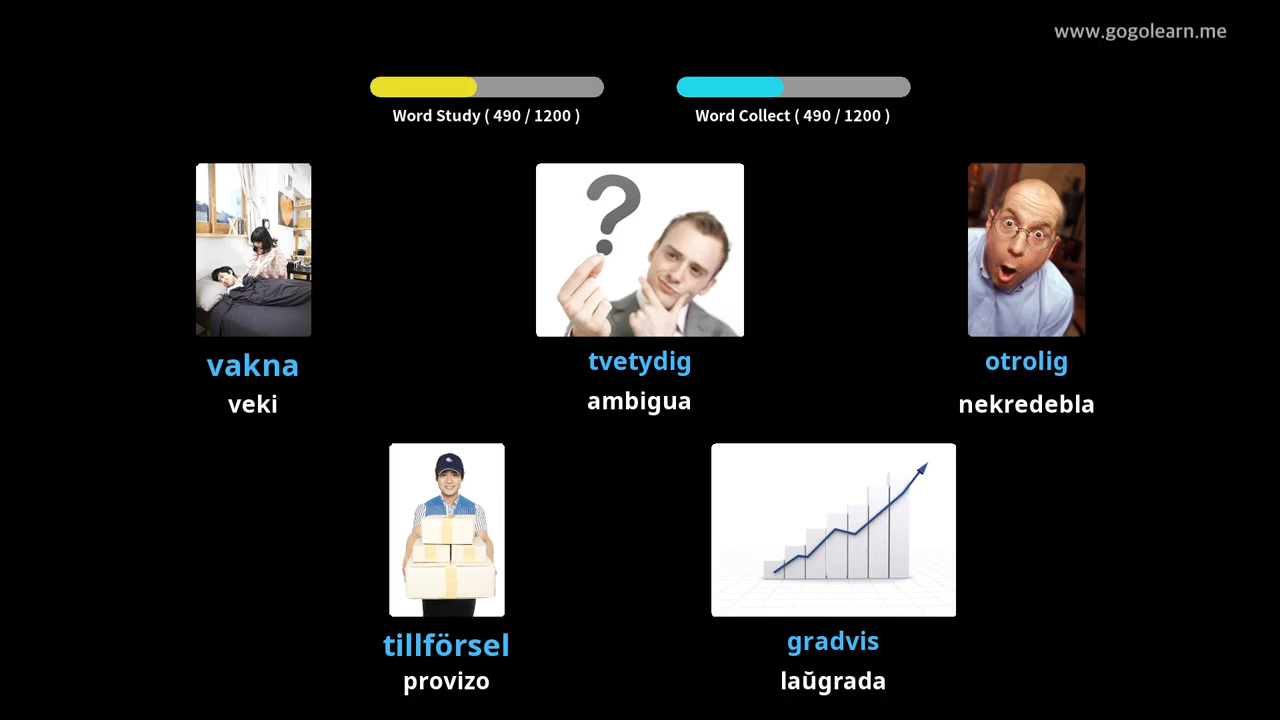 www.gogolearn.me
Word Study ( 490 / 1200 )
Word Collect ( 490 / 1200 )
vakna
veki
tvetydig
ambigua
otrolig
nekredebla
tillförsel
provizo
gradvis
laŭgrada